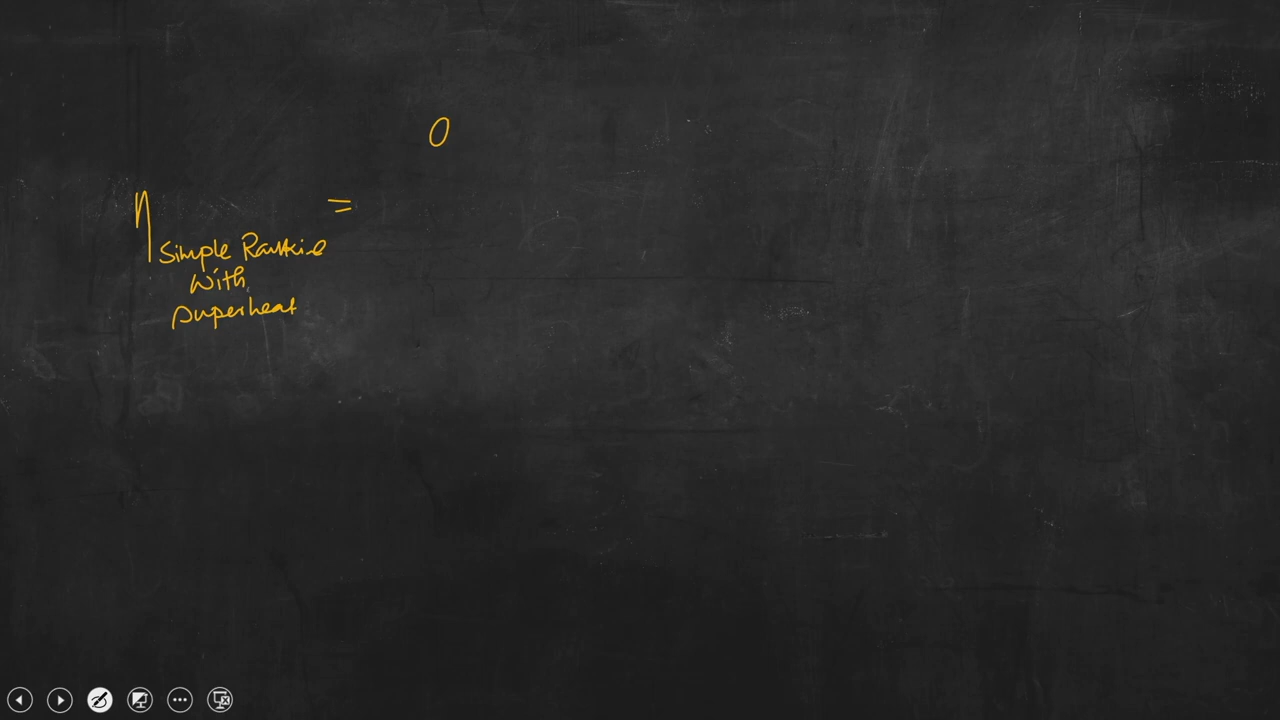 0
η =
Simple Rankine
With
superheat